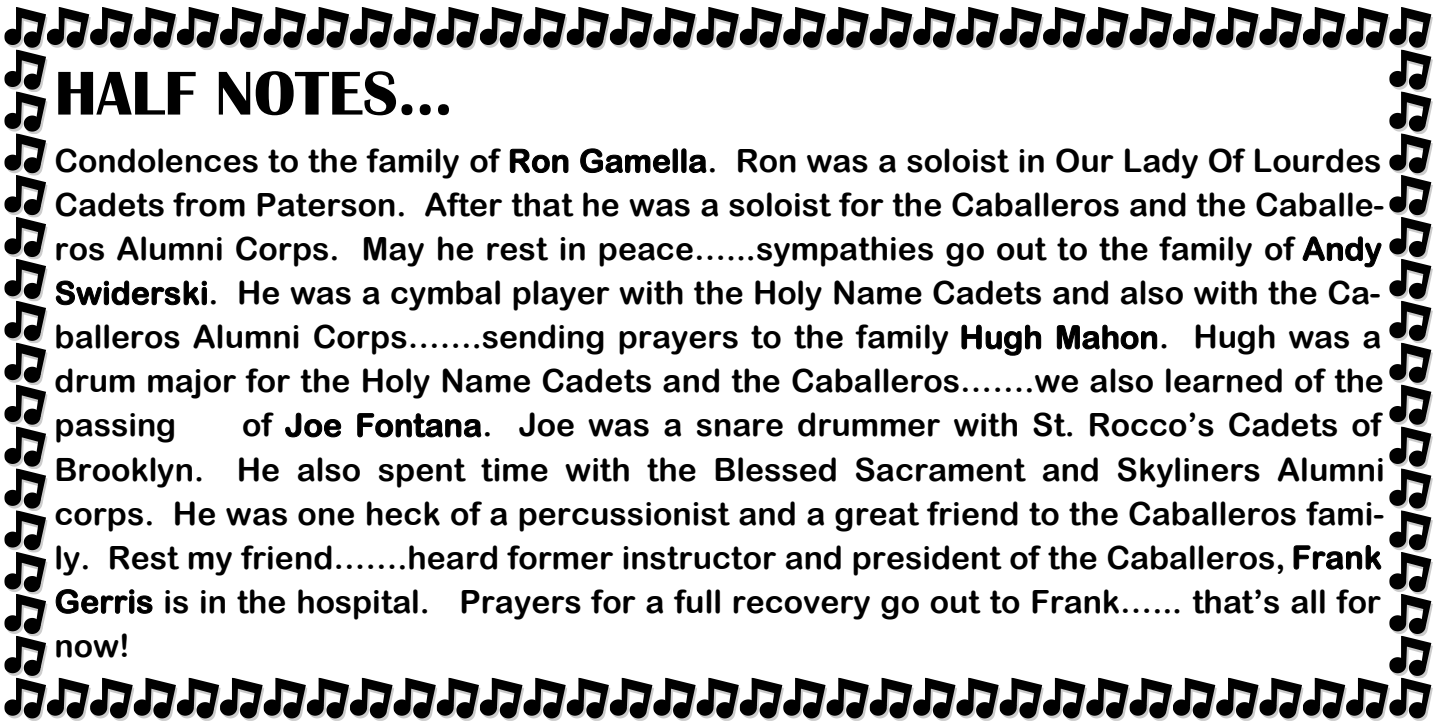 HALF NOTES...
Condolences to the family of Ron Gamella.  Ron was a soloist in Our Lady Of Lourdes
Cadets from Paterson.  After that he was a soloist for the Caballeros and the Caballe-
ros Alumni Corps.  May he rest in peace……sympathies go out to the family of Andy
Swiderski.  He was a cymbal player with the Holy Name Cadets and also with the Ca-
balleros Alumni Corps…….sending prayers to the family Hugh Mahon.  Hugh was a
drum major for the Holy Name Cadets and the Caballeros…….we also learned of the
passing      of Joe Fontana.  Joe was a snare drummer with St. Rocco’s Cadets of
Brooklyn.  He also spent time with the Blessed Sacrament and Skyliners Alumni
corps.  He was one heck of a percussionist and a great friend to the Caballeros fami-
ly.  Rest my friend…….heard former instructor and president of the Caballeros, Frank
Gerris is in the hospital.   Prayers for a full recovery go out to Frank…… that’s all for
now!